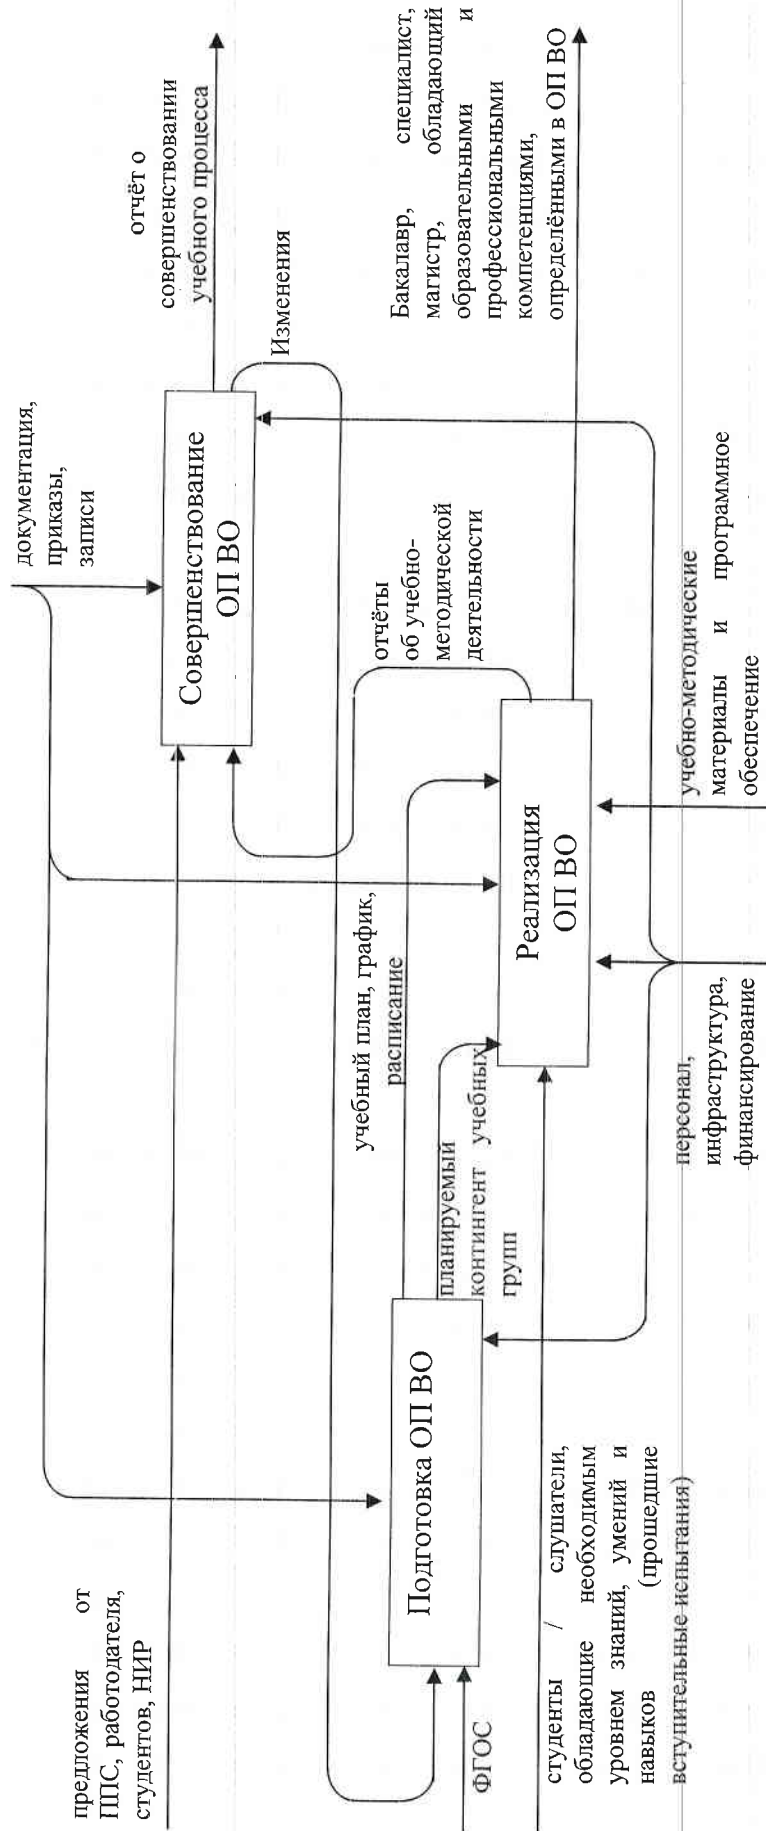 документация,
приказы,
записи
отчёт о
совершенствовании
учебного процесса
предложения от
ППС, работодателя,
студентов, НИР
Совершенствование
ОП ВО
Изменения
отчёты
об учебно-
методической
деятельности
Бакалавр, специалист,
магистр, обладающий
образовательными и
профессиональными
компетенциями,
определёнными в ОП ВО
учебный план, график,
расписание
Подготовка ОП ВО
планируемый
контингент учебных
групп
ФГОС
Реализация
ОП ВО
студенты / слушатели,
обладающие необходимым
уровнем знаний, умений и
навыков (прошедшие
вступительные испытания)
персонал,
инфраструктура,
финансирование
учебно-методические
материалы и программное
обеспечение